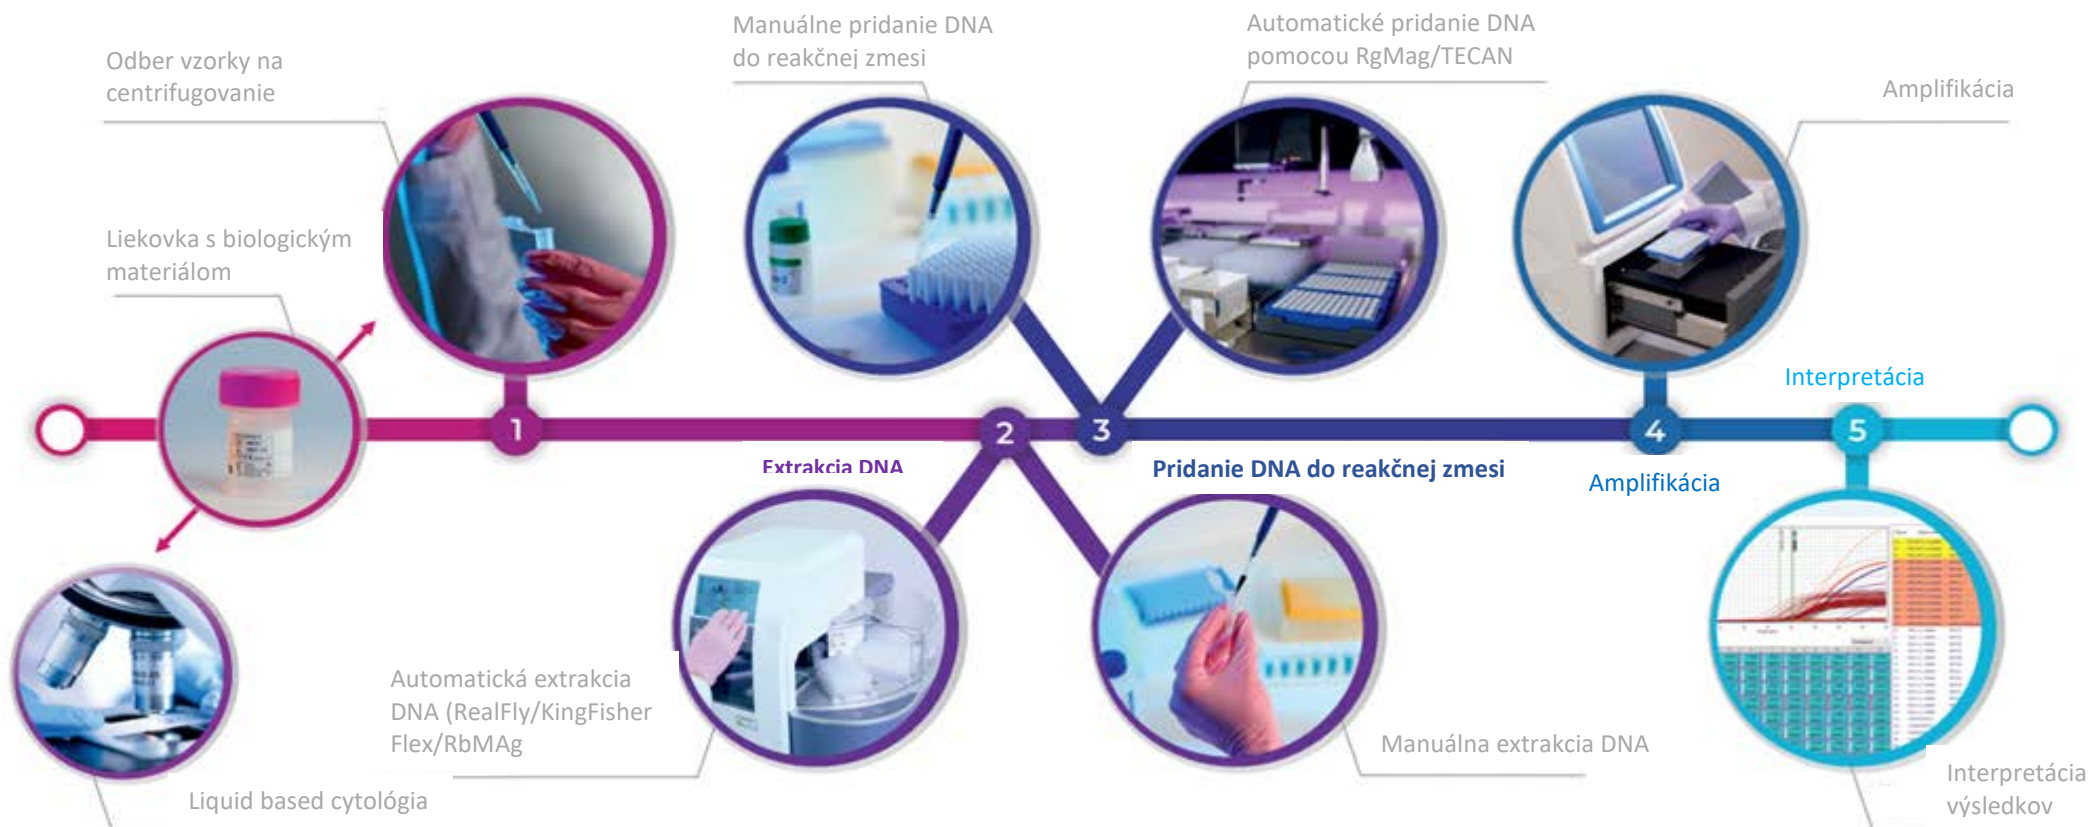 Odber vzorky na
centrifugovanie
Manuálne pridanie DNA
do reakčnej zmesi
Automatické pridanie DNA
pomocou RgMag/TECAN
Amplifikácia
Liekovka s biologickým
materiálom
Interpretácia
1
2
3
4
5
Extrakcia DNA
Pridanie DNA do reakčnej zmesi
Amplifikácia
Automatická extrakcia
DNA (RealFly/KingFisher
Flex/RbMAg
Manuálna extrakcia DNA
Liquid based cytológia
Interpretácia
výsledkov